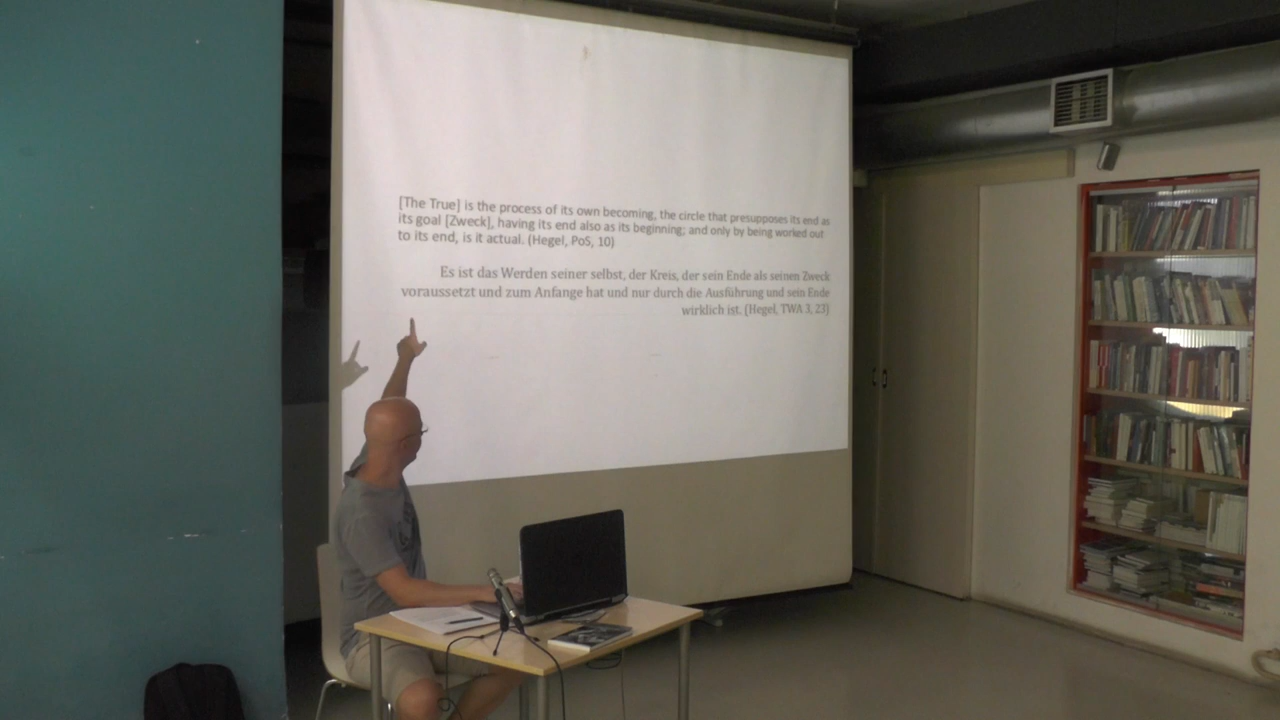 [The True] is the process of its own becoming, the circle that presupposes its end as
its goal [Zweck], having its end also as its beginning; and only by being worked out
to its end, is it actual. (Hegel, PoS, 10)
Es ist das Werden seiner selbst, der Kreis, der sein Ende als seinen Zweck
voraussetzt und zum Anfange hat und nur durch die Ausführung und sein Ende
wirklich ist. (Hegel, TWA 3, 23)